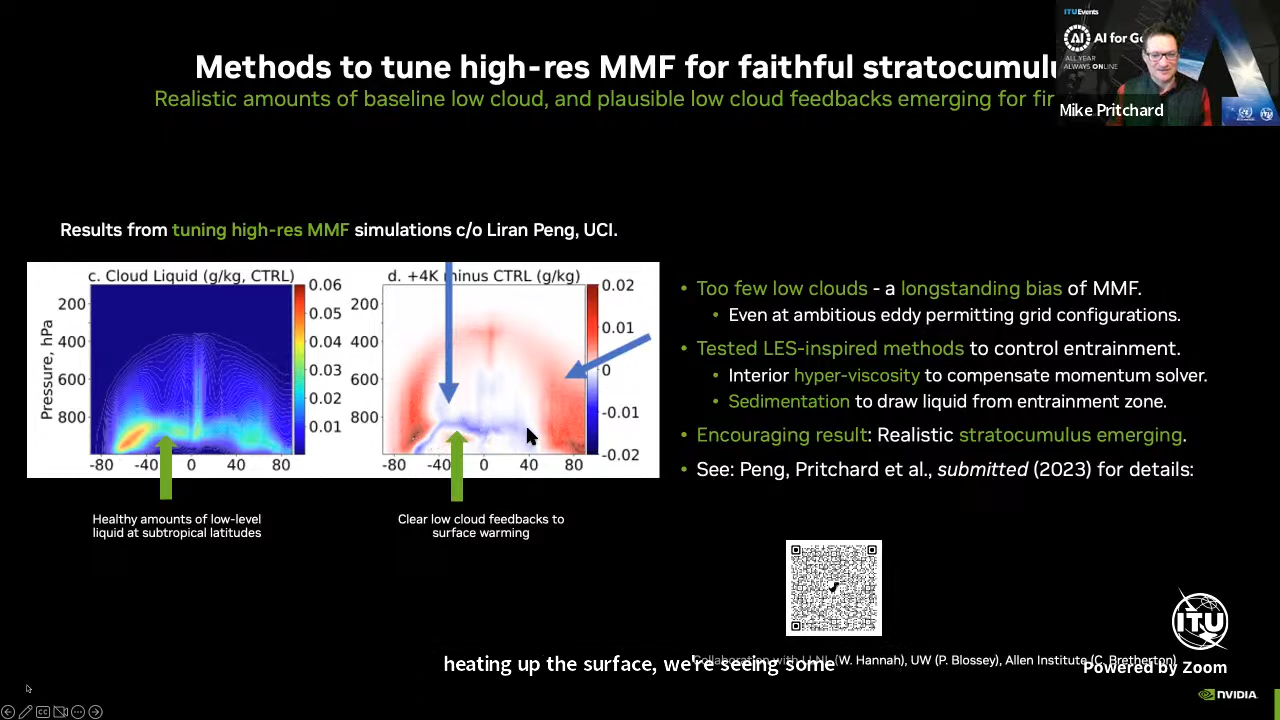 ITUEvents
AI AI for Go
ALL YEAR
ALWAYS ONLINE
Mike Pritchard
Methods to tune high-res MMF for faithful stratocumulu
Realistic amounts of baseline low cloud, and plausible low cloud feedbacks emerging for fir
Results from tuning high-res MMF simulations c/o Liran Peng, UCI.
c. Cloud Liquid (g/kg, CTRL)
Pressure, hPa
200
400
600
800
-80 -40 0 40 80
0.06
0.05
0.04
0.03
0.02
0.01
d. +4K minus CTRL (g/kg)
200
400
600
800
-80 -40 0 40 80
0.02
0.01
0
-0.01
-0.02
Healthy amounts of low-level
liquid at subtropical latitudes
Clear low cloud feedbacks to
surface warming
• Too few low clouds - a longstanding bias of MMF.
• Even at ambitious eddy permitting grid configurations.
• Tested LES-inspired methods to control entrainment.
• Interior hyper-viscosity to compensate momentum solver.
• Sedimentation to draw liquid from entrainment zone.
• Encouraging result: Realistic stratocumulus emerging.
• See: Peng, Pritchard et al., submitted (2023) for details:
Collaboration with LLNL (W. Hannah), UW (P. Blossey), Allen Institute (C. Bretherton)
heating up the surface, we're seeing some
ITU
Powered by Zoom
NVIDIA
CC